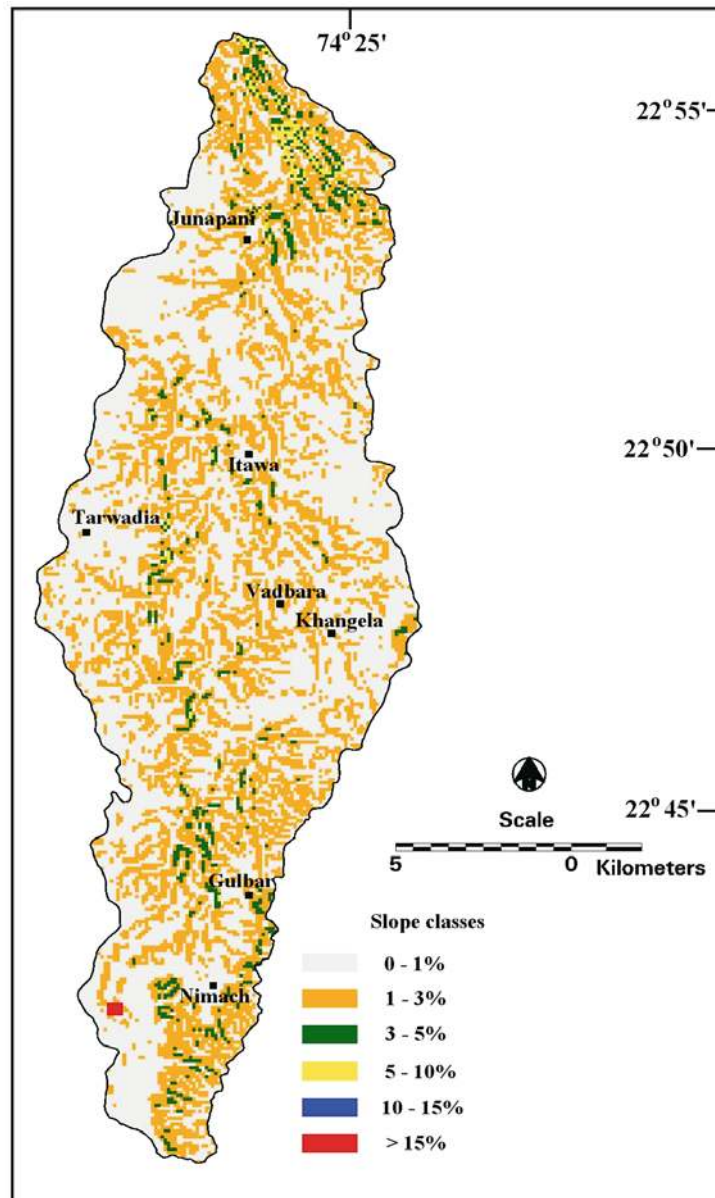 74° 25'
22° 55'
Junapani
22° 50'
Itawa
Tarwadia
Vadbara
Khangela
22° 45'
Scale
5 0 Kilometers
Gulbar
Slope classes
0 - 1%
Nimach
1 - 3%
3 - 5%
5 - 10%
10 - 15%
> 15%